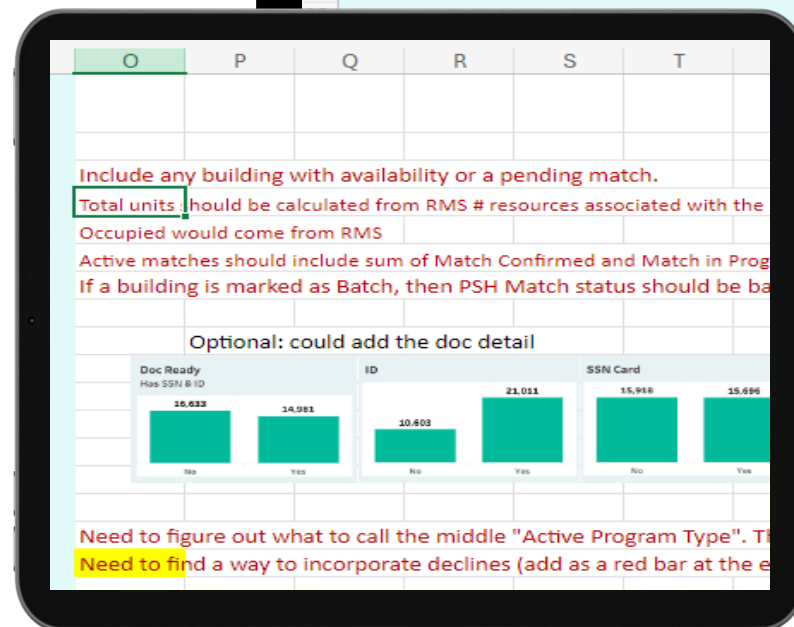 O P Q R S T
Include any building with availability or a pending match.
Total units should be calculated from RMS # resources associated with the
Occupied would come from RMS
Active matches should include sum of Match Confirmed and Match in Prog
If a building is marked as Batch, then PSH Match status should be ba
Optional: could add the doc detail
Doc Ready ID SSN Card
Has SSN & ID
16,633 14,981 10,603 21,011 15,918 15,696
No Yes No Yes No Yes
Need to figure out what to call the middle "Active Program Type". Th
Need to find a way to incorporate declines (add as a red bar at the e